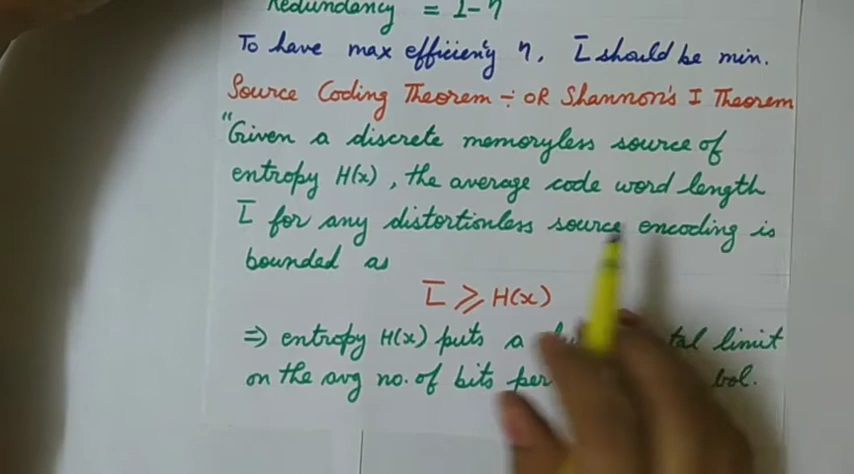 Redundancy = 1 - η
To have max efficiency η, L̄ should be min.
Source Coding Theorem ÷ OR Shannon's I Theorem
"Given a discrete memoryless source of
entropy H(x), the average code word length
L̄ for any distortionless source encoding is
bounded as
L̄ ⩾ H(x)
⇒ entropy H(x) puts a limit
on the avg no. of bits per